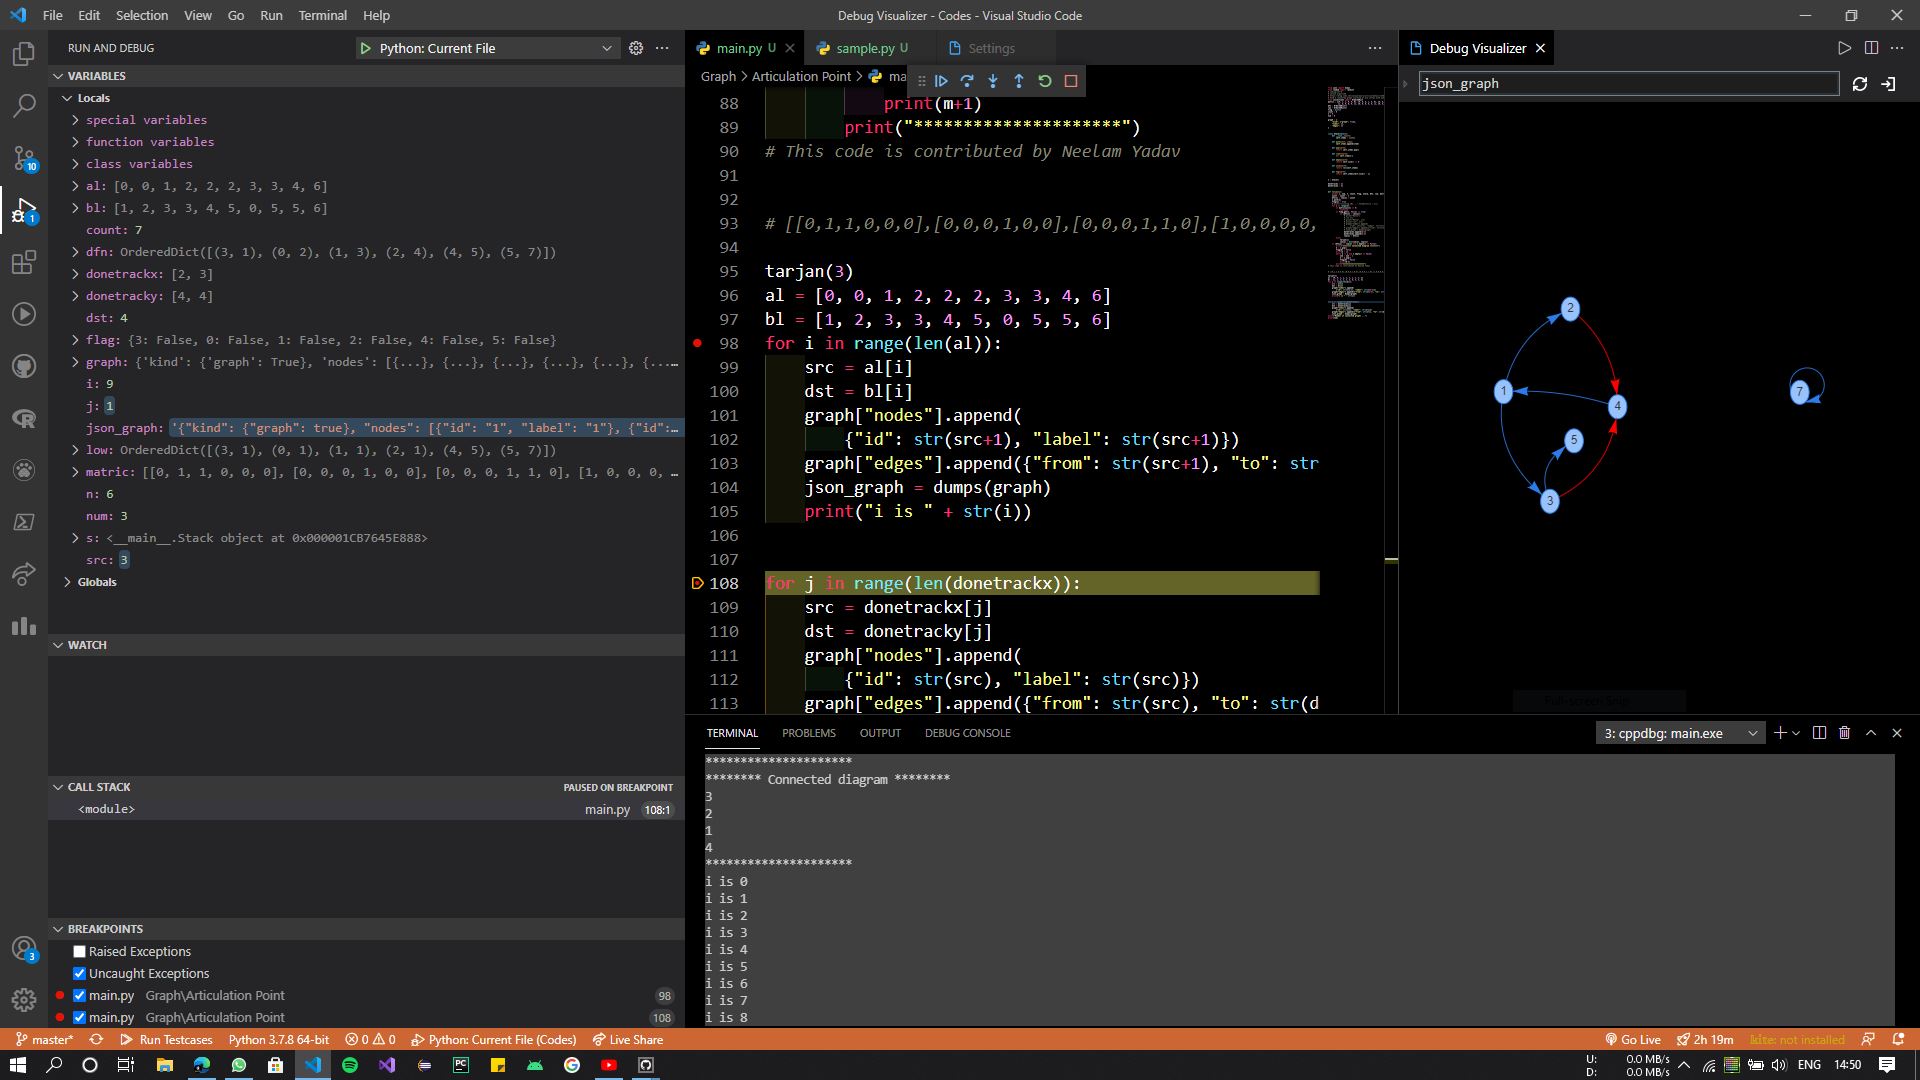 File Edit Selection View Go Run Terminal Help
Debug Visualizer - Codes - Visual Studio Code
RUN AND DEBUG
Python: Current File
VARIABLES
Locals
special variables
function variables
class variables
al: [0, 0, 1, 2, 2, 2, 3, 3, 4, 6]
bl: [1, 2, 3, 3, 4, 5, 0, 5, 5, 6]
count: 7
dfn: OrderedDict([(3, 1), (0, 2), (1, 3), (2, 4), (4, 5), (5, 7)])
donetrackx: [2, 3]
donetracky: [4, 4]
dst: 4
flag: {3: False, 0: False, 1: False, 2: False, 4: False, 5: False}
graph: {'kind': {'graph': True}, 'nodes': [{...}, {...}, {...}, {...}, {...}, {...…
i: 9
j: 1
json_graph: '{"kind": {"graph": true}, "nodes": [{"id": "1", "label": "1"}, {"id":…
low: OrderedDict([(3, 1), (0, 1), (1, 1), (2, 1), (4, 5), (5, 7)])
matric: [[0, 1, 1, 0, 0, 0], [0, 0, 0, 1, 0, 0], [0, 0, 0, 1, 1, 0], [1, 0, 0, 0, …
n: 6
num: 3
s: <__main__.Stack object at 0x000001CB7645E888>
src: 3
Globals
WATCH
CALL STACK
PAUSED ON BREAKPOINT
<module>
main.py 108:1
BREAKPOINTS
Raised Exceptions
Uncaught Exceptions
main.py Graph\Articulation Point 98
main.py Graph\Articulation Point 108
10
1
3
main.py U
sample.py U
Settings
Graph > Articulation Point > ma
88 print(m+1)
89 print("*********************")
90 # This code is contributed by Neelam Yadav
91
92
93 # [[0,1,1,0,0,0],[0,0,0,1,0,0],[0,0,0,1,1,0],[1,0,0,0,0,
94
95 tarjan(3)
96 al = [0, 0, 1, 2, 2, 2, 3, 3, 4, 6]
97 bl = [1, 2, 3, 3, 4, 5, 0, 5, 5, 6]
98 for i in range(len(al)):
99 src = al[i]
100 dst = bl[i]
101 graph["nodes"].append(
102 {"id": str(src+1), "label": str(src+1)})
103 graph["edges"].append({"from": str(src+1), "to": str
104 json_graph = dumps(graph)
105 print("i is " + str(i))
106
107
108 for j in range(len(donetrackx)):
109 src = donetrackx[j]
110 dst = donetracky[j]
111 graph["nodes"].append(
112 {"id": str(src), "label": str(src)})
113 graph["edges"].append({"from": str(src), "to": str(d
Debug Visualizer
json_graph
2
1
4
7
5
3
TERMINAL PROBLEMS OUTPUT DEBUG CONSOLE
3: cppdbg: main.exe
*********************
******** Connected diagram ********
3
2
1
4
*********************
i is 0
i is 1
i is 2
i is 3
i is 4
i is 5
i is 6
i is 7
i is 8
master* Run Testcases Python 3.7.8 64-bit 0 0 Python: Current File (Codes) Live Share
Go Live 2h 19m kite: not installed
U: 0.0 MB/s
D: 0.0 MB/s
ENG 14:50